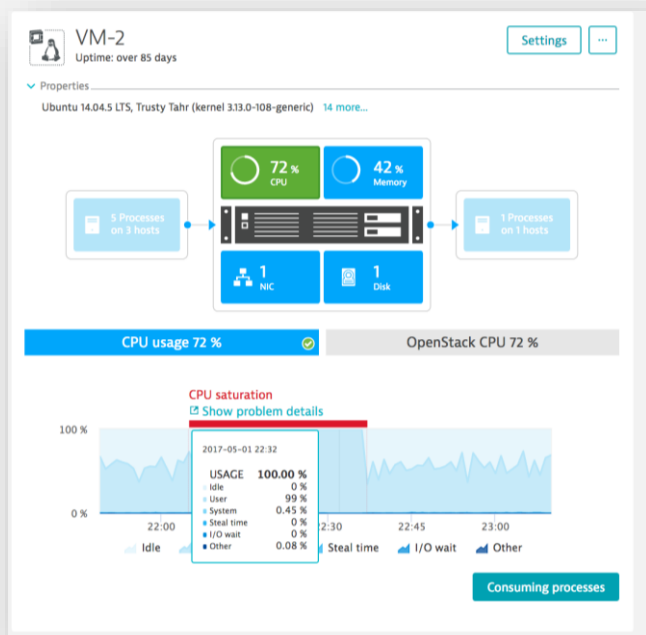 VM-2
Uptime: over 85 days
Settings
...
Properties
Ubuntu 14.04.5 LTS, Trusty Tahr (kernel 3.13.0-108-generic) 14 more...
72 %
CPU
42 %
Memory
5 Processes
on 3 hosts
1 Processes
on 1 hosts
1
NIC
1
Disk
CPU usage 72 %
OpenStack CPU 72 %
CPU saturation
Show problem details
100 %
2017-05-01 22:32
USAGE 100.00 %
Idle 0 %
User 99 %
System 0.45 %
Steal time 0 %
I/O wait 0 %
Other 0.08 %
0 %
22:00
2:30
22:45
23:00
Idle
Steal time
I/O wait
Other
Consuming processes